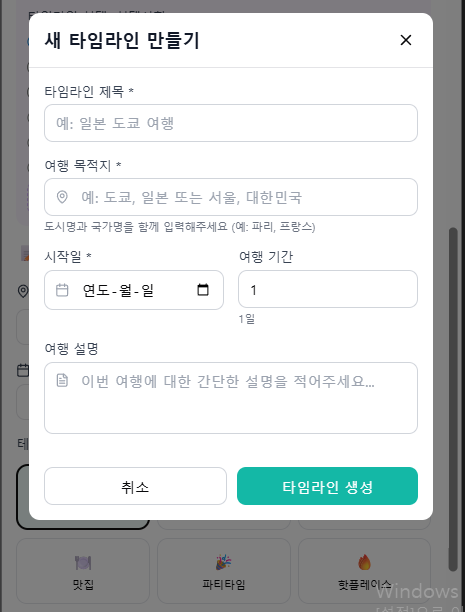 새 타임라인 만들기
타임라인 제목 *
예: 일본 도쿄 여행
여행 목적지 *
예: 도쿄, 일본 또는 서울, 대한민국
도시명과 국가명을 함께 입력해주세요 (예: 파리, 프랑스)
시작일 * 여행 기간
연도-월-일 1
1일
여행 설명
이번 여행에 대한 간단한 설명을 적어주세요...
테
취소 타임라인 생성
맛집 파티타임 핫플레이스
Windows